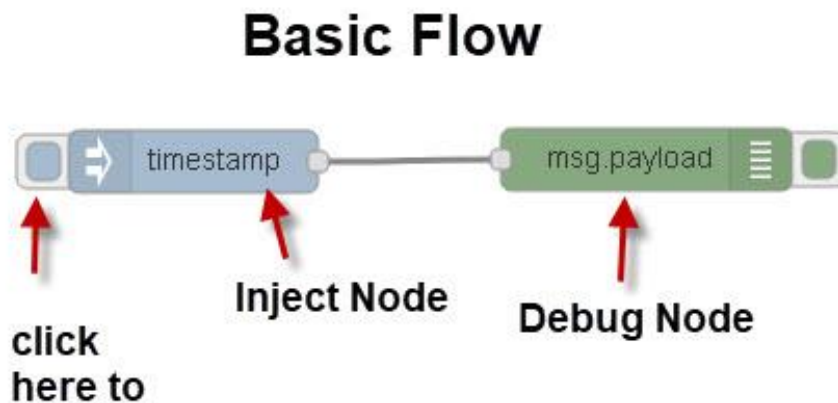 Basic Flow
timestamp
msg.payload
Inject Node
Debug Node
click
here to